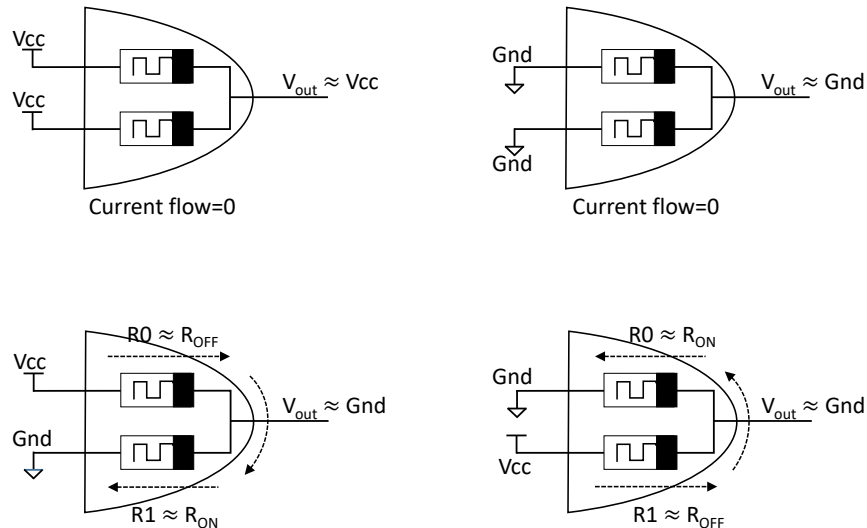 Vcc
Vcc
V_out ≈ Vcc
Current flow=0
Gnd
Gnd
V_out ≈ Gnd
Current flow=0
R0 ≈ R_OFF
Vcc
Gnd
V_out ≈ Gnd
R1 ≈ R_ON
R0 ≈ R_ON
Gnd
Vcc
V_out ≈ Gnd
R1 ≈ R_OFF